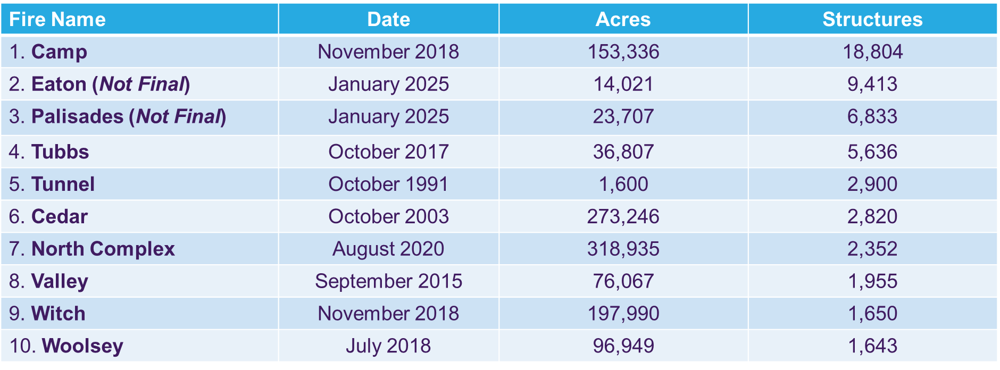 Fire Name Date Acres Structures
1. Camp November 2018 153,336 18,804
2. Eaton (Not Final) January 2025 14,021 9,413
3. Palisades (Not Final) January 2025 23,707 6,833
4. Tubbs October 2017 36,807 5,636
5. Tunnel October 1991 1,600 2,900
6. Cedar October 2003 273,246 2,820
7. North Complex August 2020 318,935 2,352
8. Valley September 2015 76,067 1,955
9. Witch November 2018 197,990 1,650
10. Woolsey July 2018 96,949 1,643